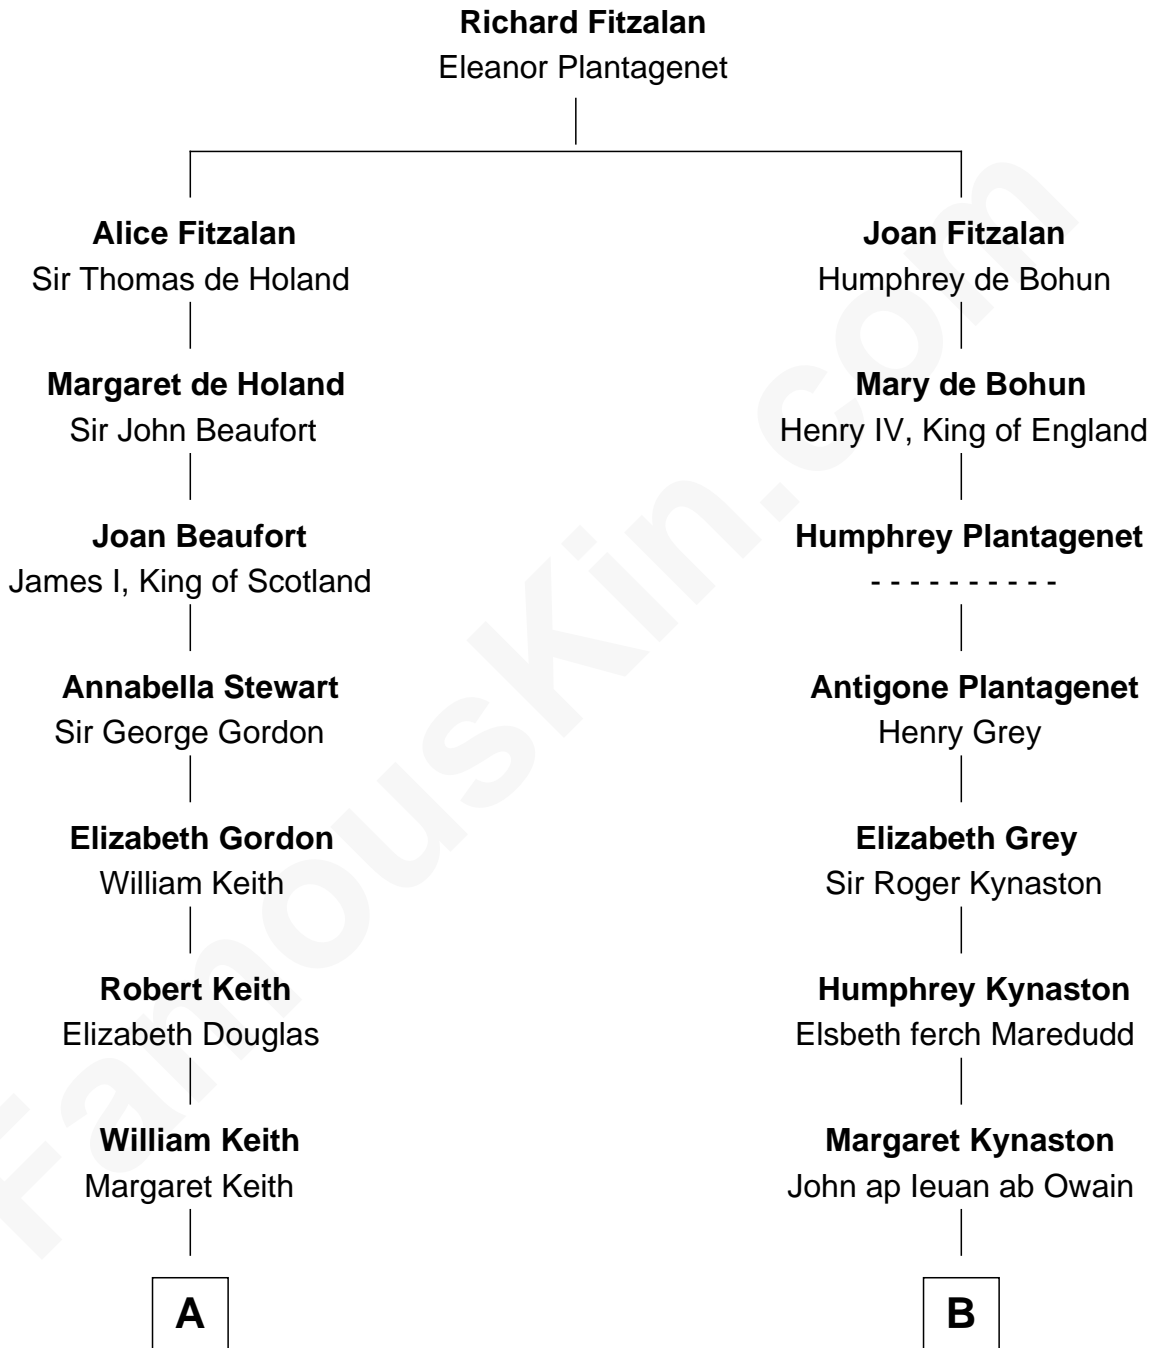 Richard Fitzalan
Eleanor Plantagenet
Alice Fitzalan
Sir Thomas de Holand
Margaret de Holand
Sir John Beaufort
Joan Beaufort
James I, King of Scotland
Annabella Stewart
Sir George Gordon
Elizabeth Gordon
William Keith
Robert Keith
Elizabeth Douglas
William Keith
Margaret Keith
A
Joan Fitzalan
Humphrey de Bohun
Mary de Bohun
Henry IV, King of England
Humphrey Plantagenet
- - - - - - - - - -
Antigone Plantagenet
Henry Grey
Elizabeth Grey
Sir Roger Kynaston
Humphrey Kynaston
Elsbeth ferch Maredudd
Margaret Kynaston
John ap Ieuan ab Owain
B
FamousKin.com